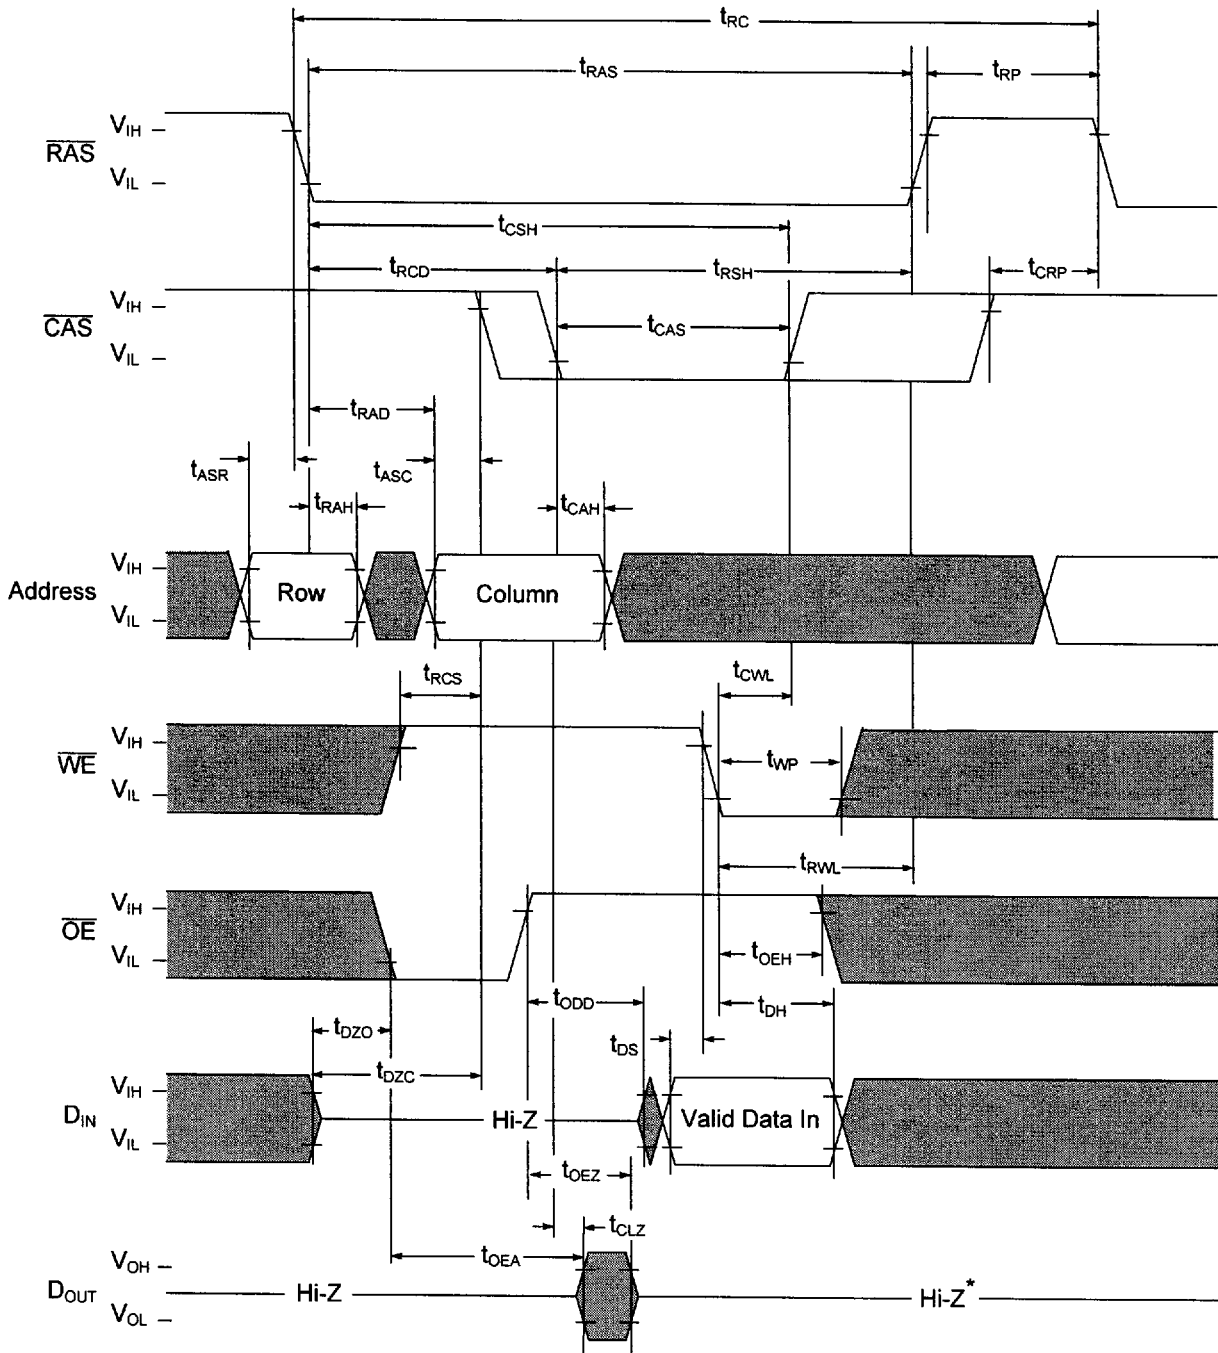 tRC
tRAS
tRP
RAS
VIH
VIL
tCSH
tRCD
tRSH
tCRP
CAS
VIH
VIL
tCAS
tRAD
tASR
tASC
tRAH
tCAH
Address
VIH
VIL
Row
Column
tRCS
tCWL
WE
VIH
VIL
tWP
tRWL
OE
VIH
VIL
tOEH
tODD
tDH
tDZO
tDS
tDZC
DIN
VIH
VIL
Hi-Z
Valid Data In
tOEZ
tCLZ
tOEA
DOUT
VOH
VOL
Hi-Z
Hi-Z*